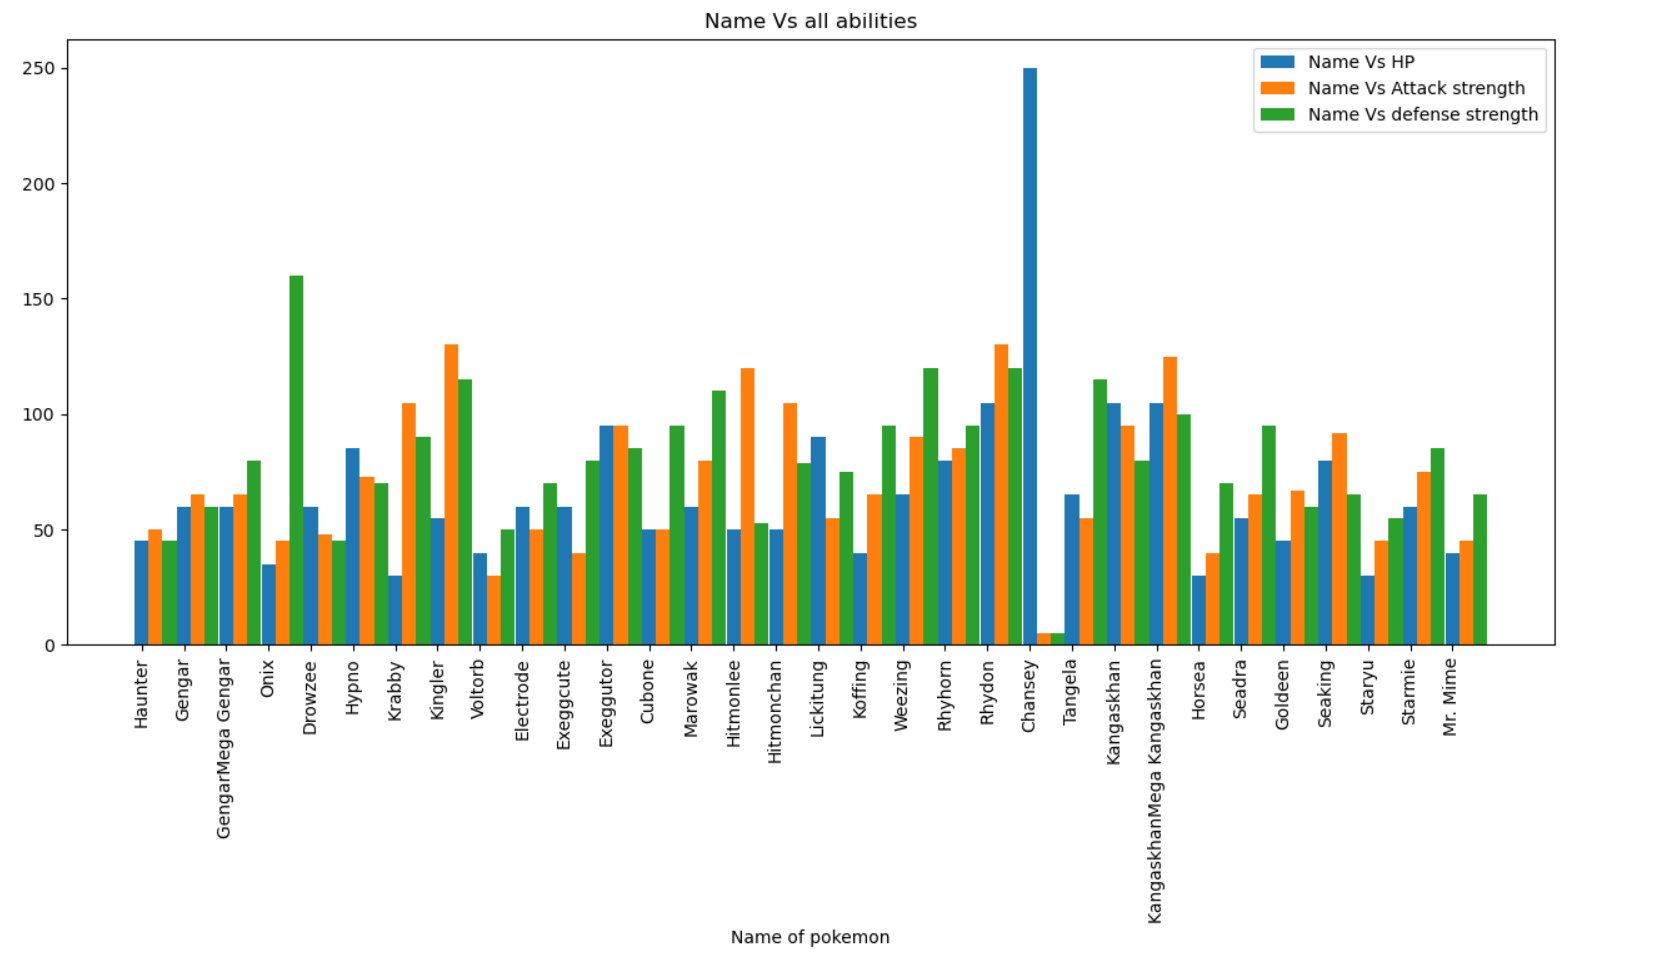 Name Vs all abilities
Name Vs HP
Name Vs Attack strength
Name Vs defense strength
250
200
150
100
50
0
Haunter
Gengar
GengarMega Gengar
Onix
Drowzee
Hypno
Krabby
Kingler
Voltorb
Electrode
Exeggcute
Exeggutor
Cubone
Marowak
Hitmonlee
Hitmonchan
Lickitung
Koffing
Weezing
Rhyhorn
Rhydon
Chansey
Tangela
Kangaskhan
KangaskhanMega Kangaskhan
Horsea
Seadra
Goldeen
Seaking
Staryu
Starmie
Mr. Mime
Name of pokemon